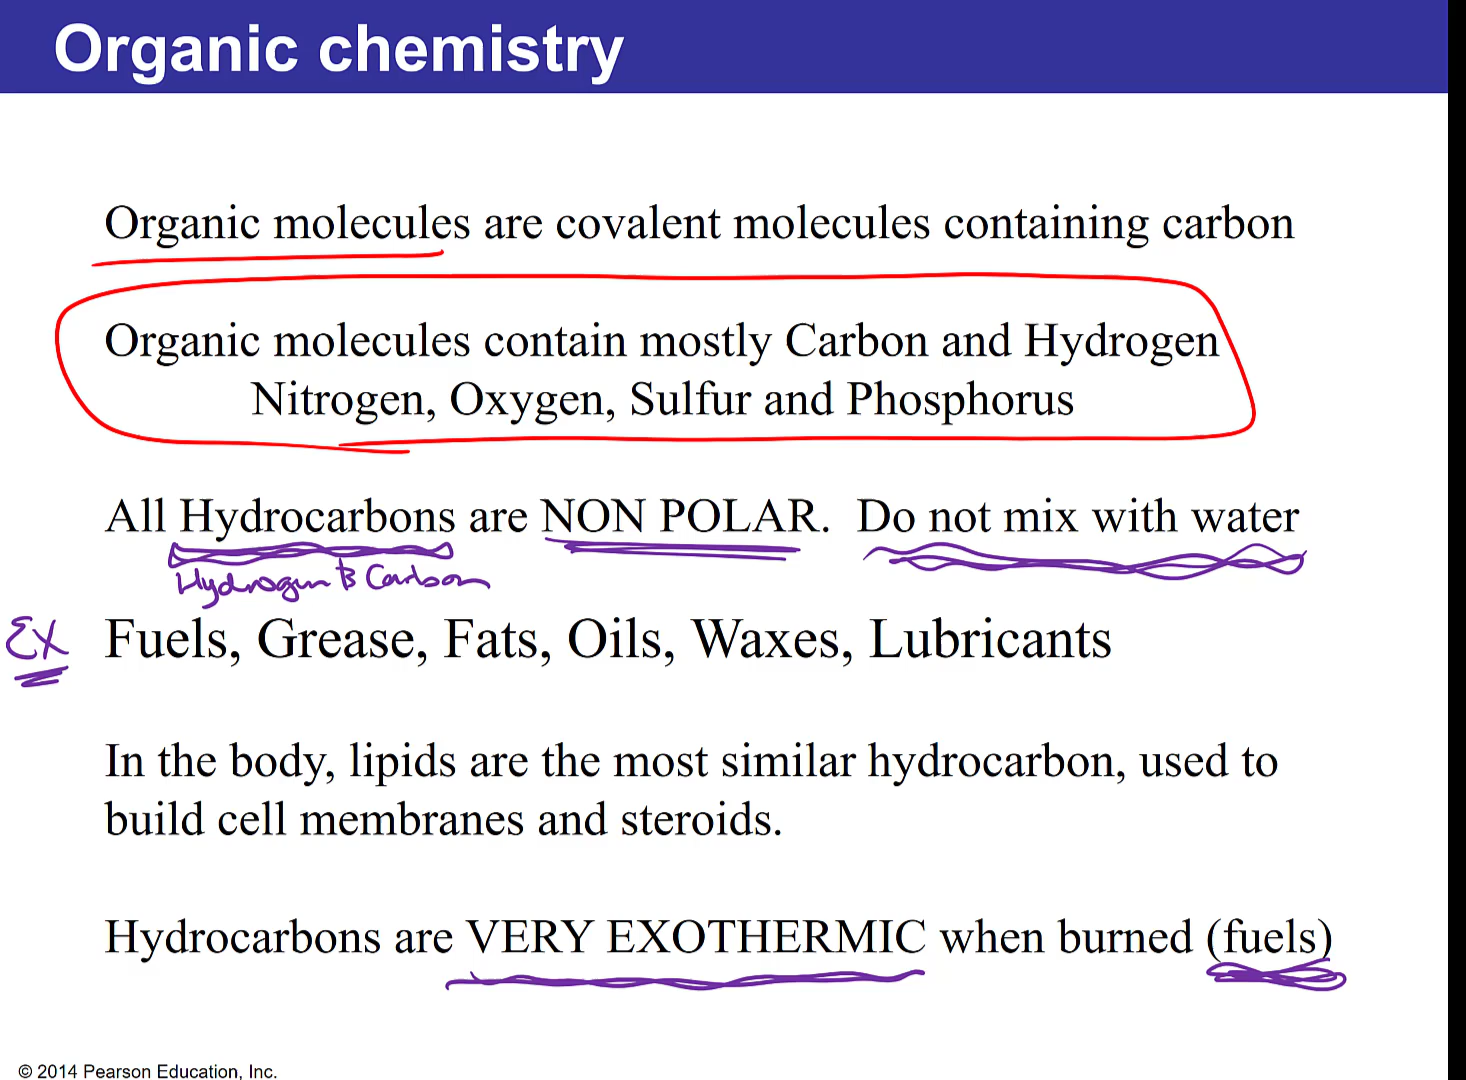 Organic chemistry
Organic molecules are covalent molecules containing carbon
Organic molecules contain mostly Carbon and Hydrogen
Nitrogen, Oxygen, Sulfur and Phosphorus
All Hydrocarbons are NON POLAR. Do not mix with water
Hydrogen & Carbon
EX Fuels, Grease, Fats, Oils, Waxes, Lubricants
In the body, lipids are the most similar hydrocarbon, used to
build cell membranes and steroids.
Hydrocarbons are VERY EXOTHERMIC when burned (fuels)
© 2014 Pearson Education, Inc.